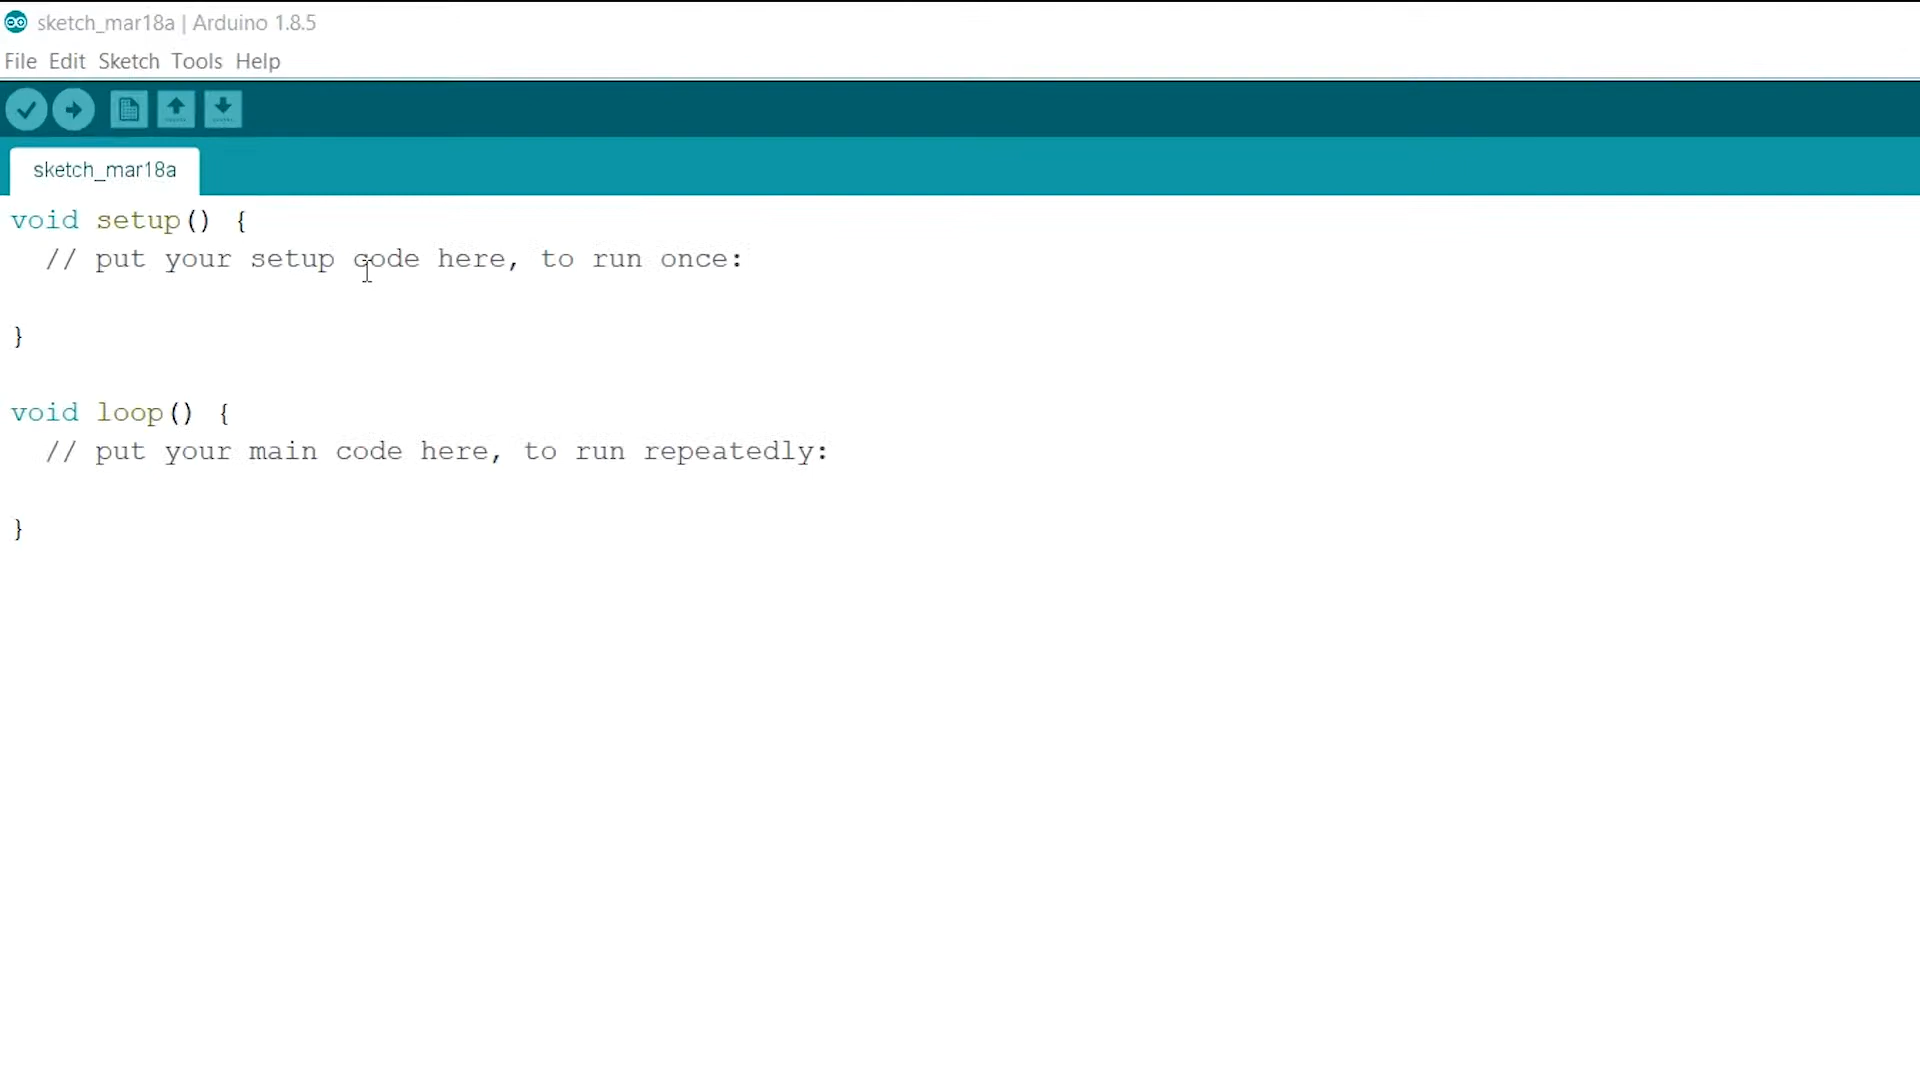 sketch_mar18a | Arduino 1.8.5
File Edit Sketch Tools Help
sketch_mar18a
void setup() {
  // put your setup code here, to run once:
}
void loop() {
  // put your main code here, to run repeatedly:
}